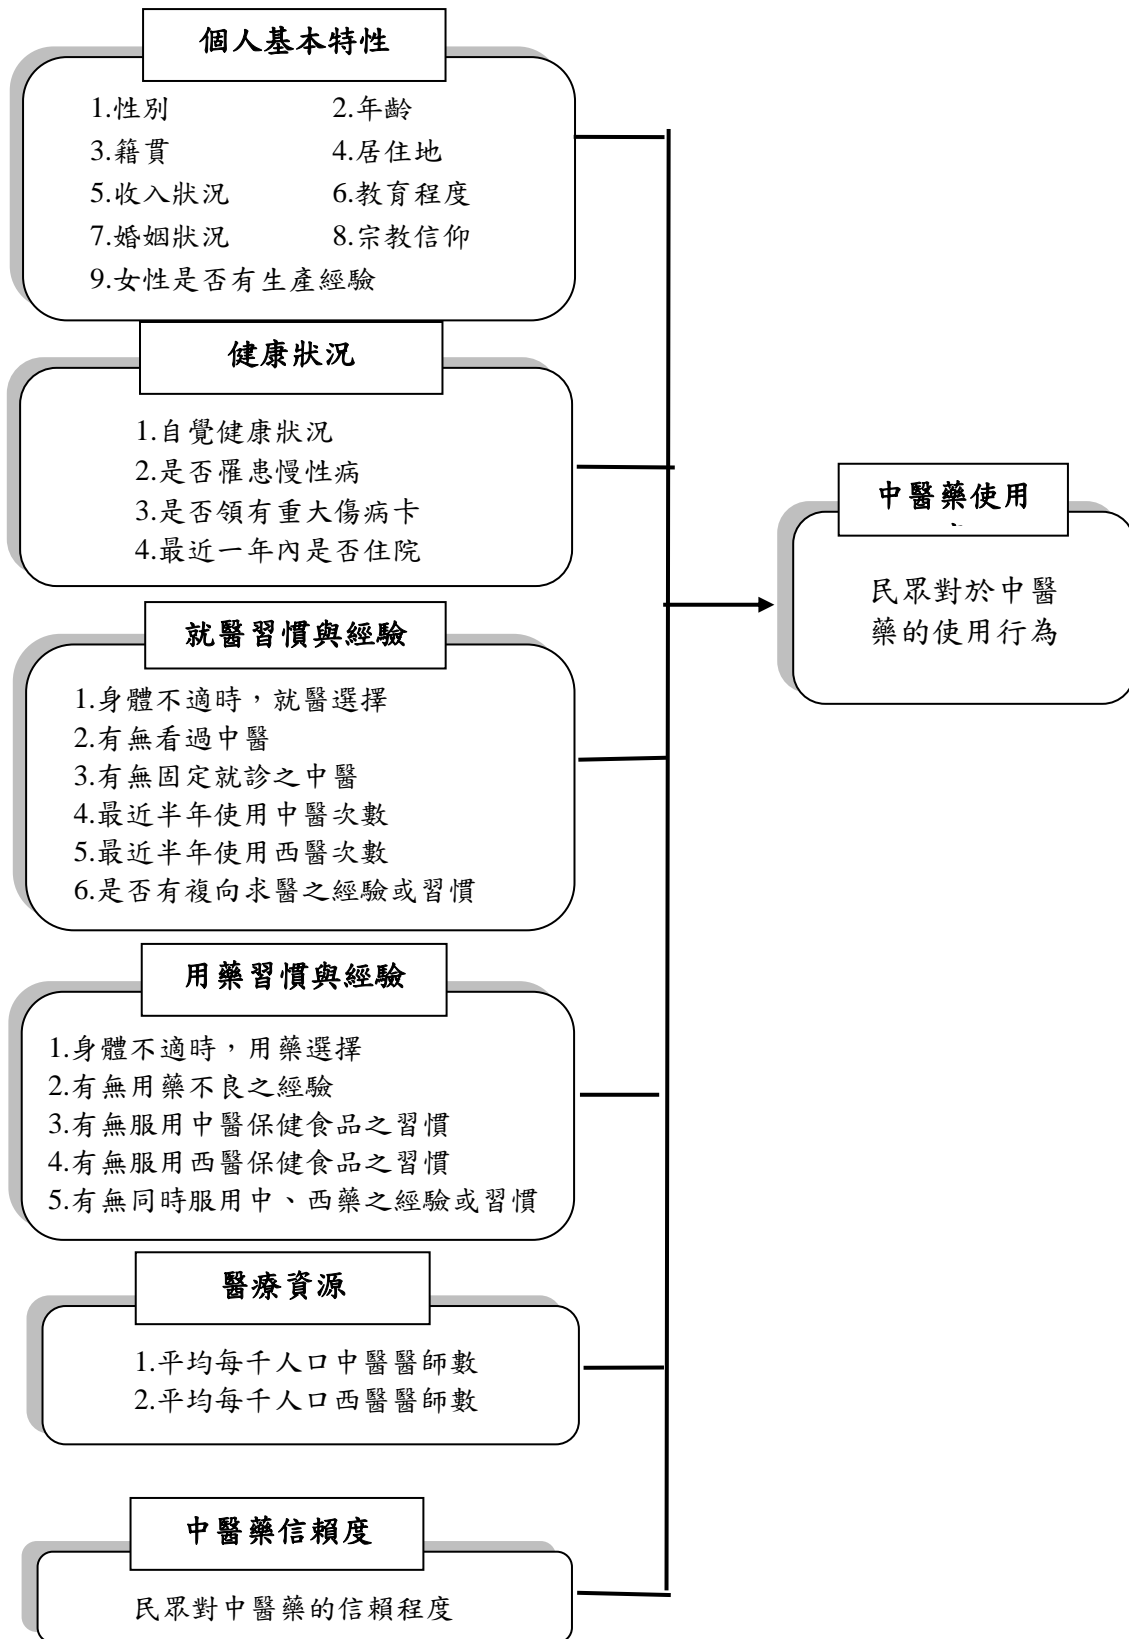 個人基本特性
1.性別 2.年齡
3.籍貫 4.居住地
5.收入狀況 6.教育程度
7.婚姻狀況 8.宗教信仰
9.女性是否有生產經驗
健康狀況
1.自覺健康狀況
2.是否罹患慢性病
3.是否領有重大傷病卡
4.最近一年內是否住院
就醫習慣與經驗
1.身體不適時，就醫選擇
2.有無看過中醫
3.有無固定就診之中醫
4.最近半年使用中醫次數
5.最近半年使用西醫次數
6.是否有複向求醫之經驗或習慣
用藥習慣與經驗
1.身體不適時，用藥選擇
2.有無用藥不良之經驗
3.有無服用中醫保健食品之習慣
4.有無服用西醫保健食品之習慣
5.有無同時服用中、西藥之經驗或習慣
醫療資源
1.平均每千人口中醫醫師數
2.平均每千人口西醫醫師數
中醫藥信賴度
民眾對中醫藥的信賴程度
中醫藥使用
民眾對於中醫
藥的使用行為